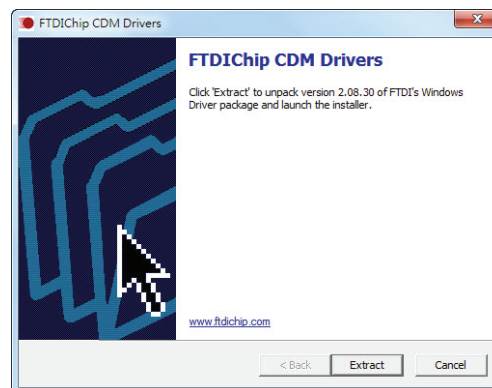 FTDIChip CDM Drivers
FTDIChip CDM Drivers
Click 'Extract' to unpack version 2.08.30 of FTDI's Windows
Driver package and launch the installer.
www.ftdichip.com
< Back
Extract
Cancel